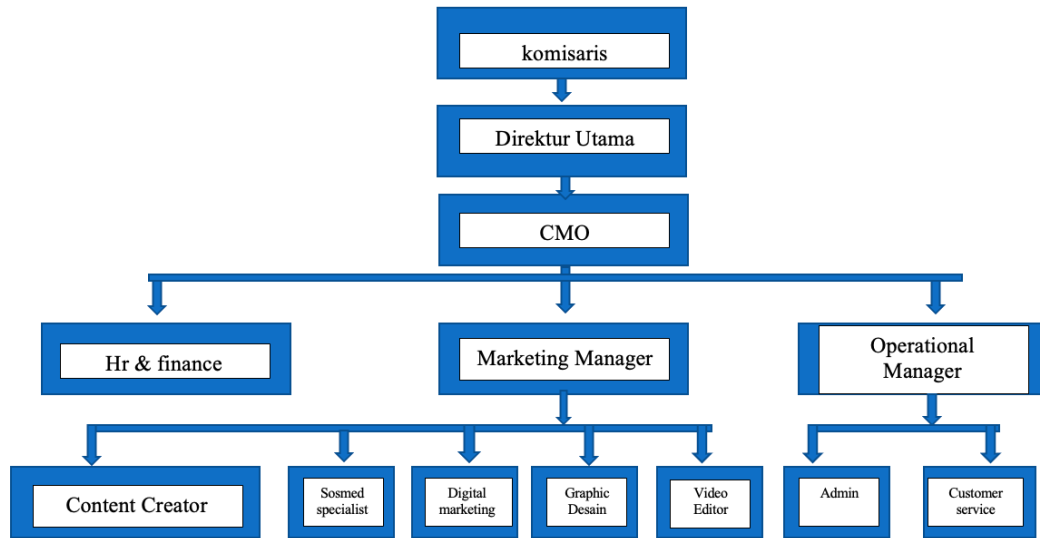 komisaris
Direktur Utama
CMO
Hr & finance
Marketing Manager
Operational
Manager
Content Creator
Sosmed
specialist
Digital
marketing
Graphic
Desain
Video
Editor
Admin
Customer
service